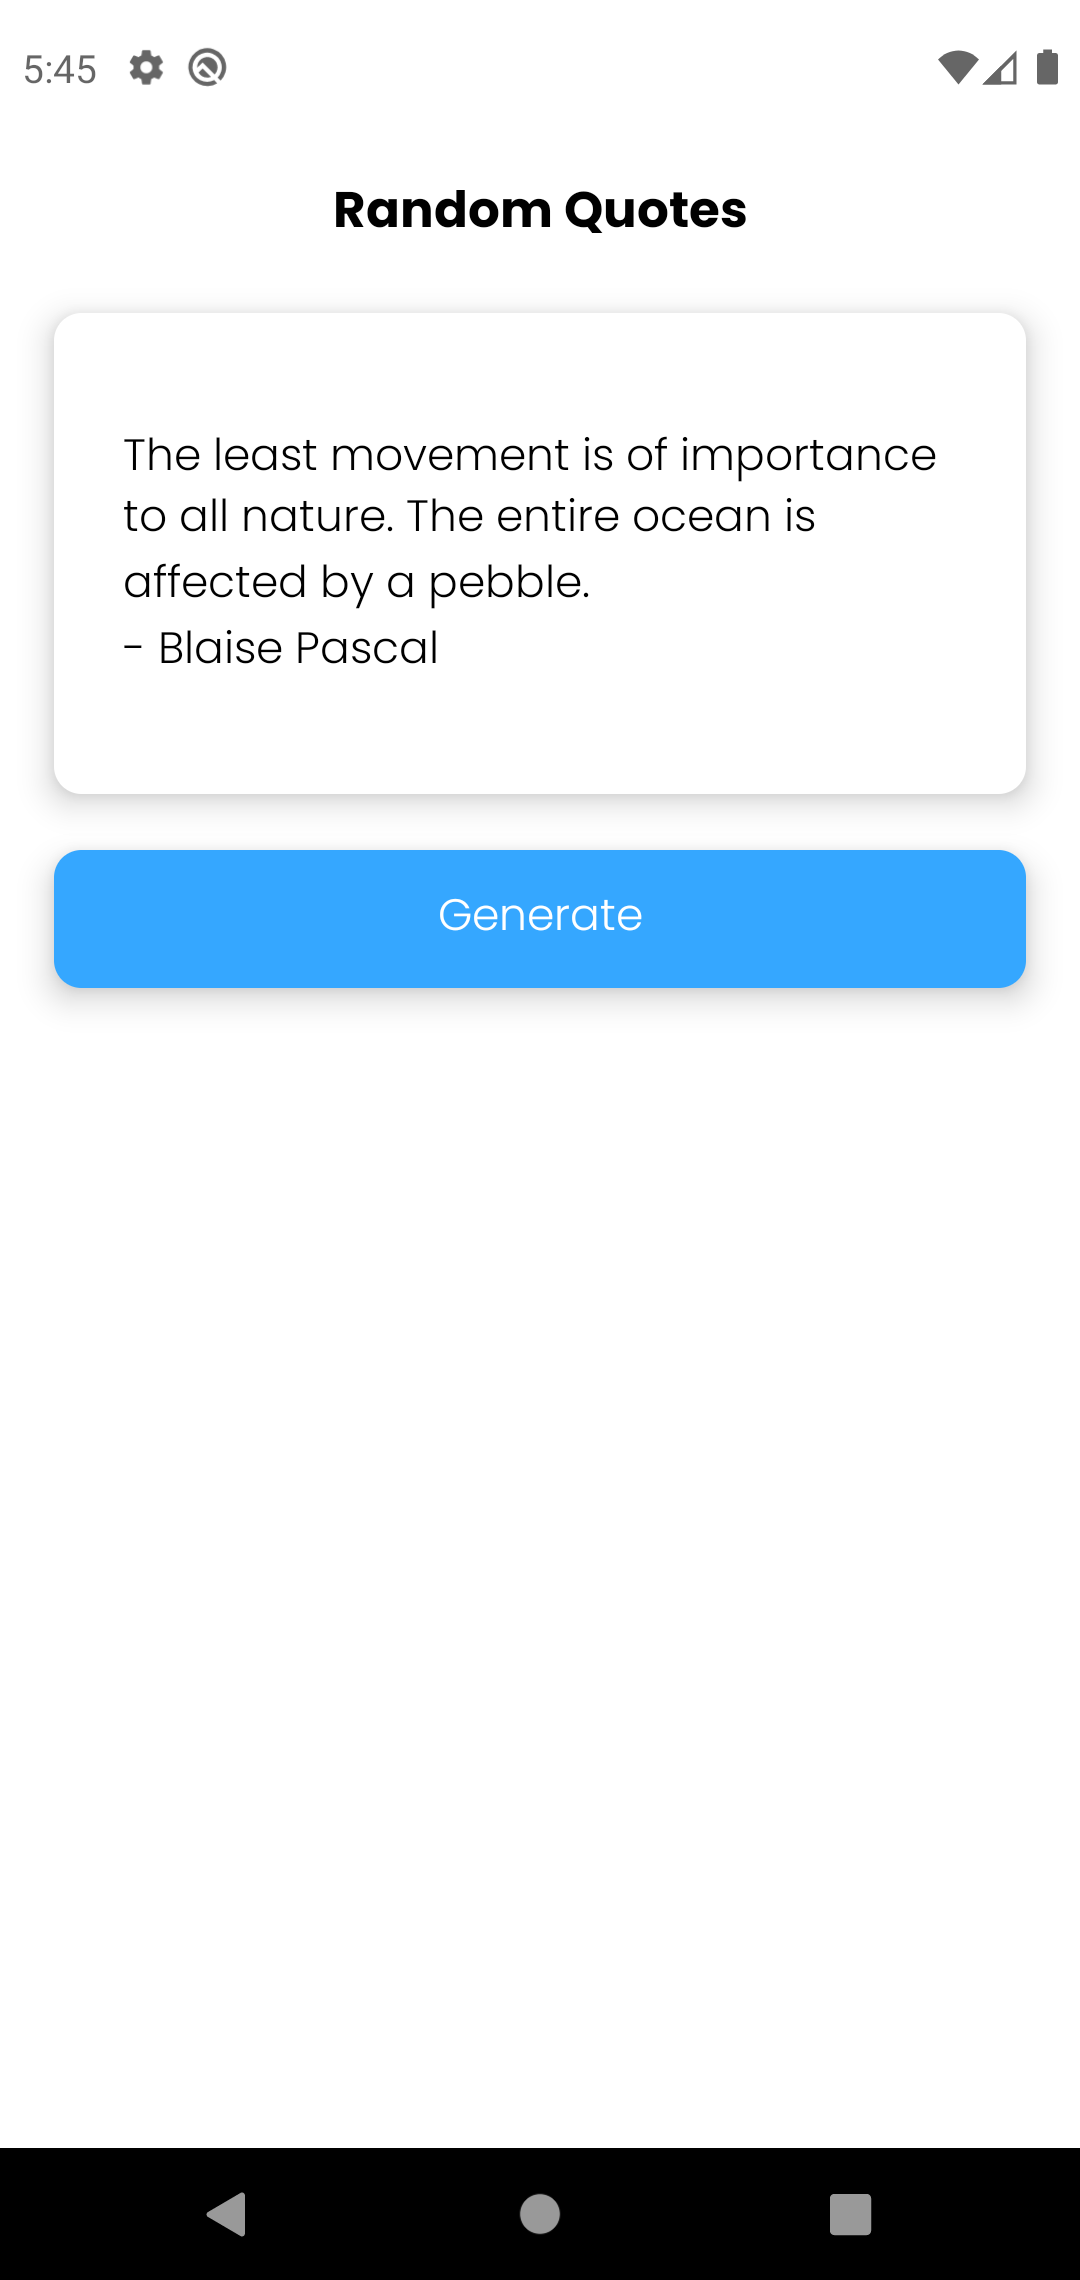 5:45
Random Quotes
The least movement is of importance
to all nature. The entire ocean is
affected by a pebble.
- Blaise Pascal
Generate